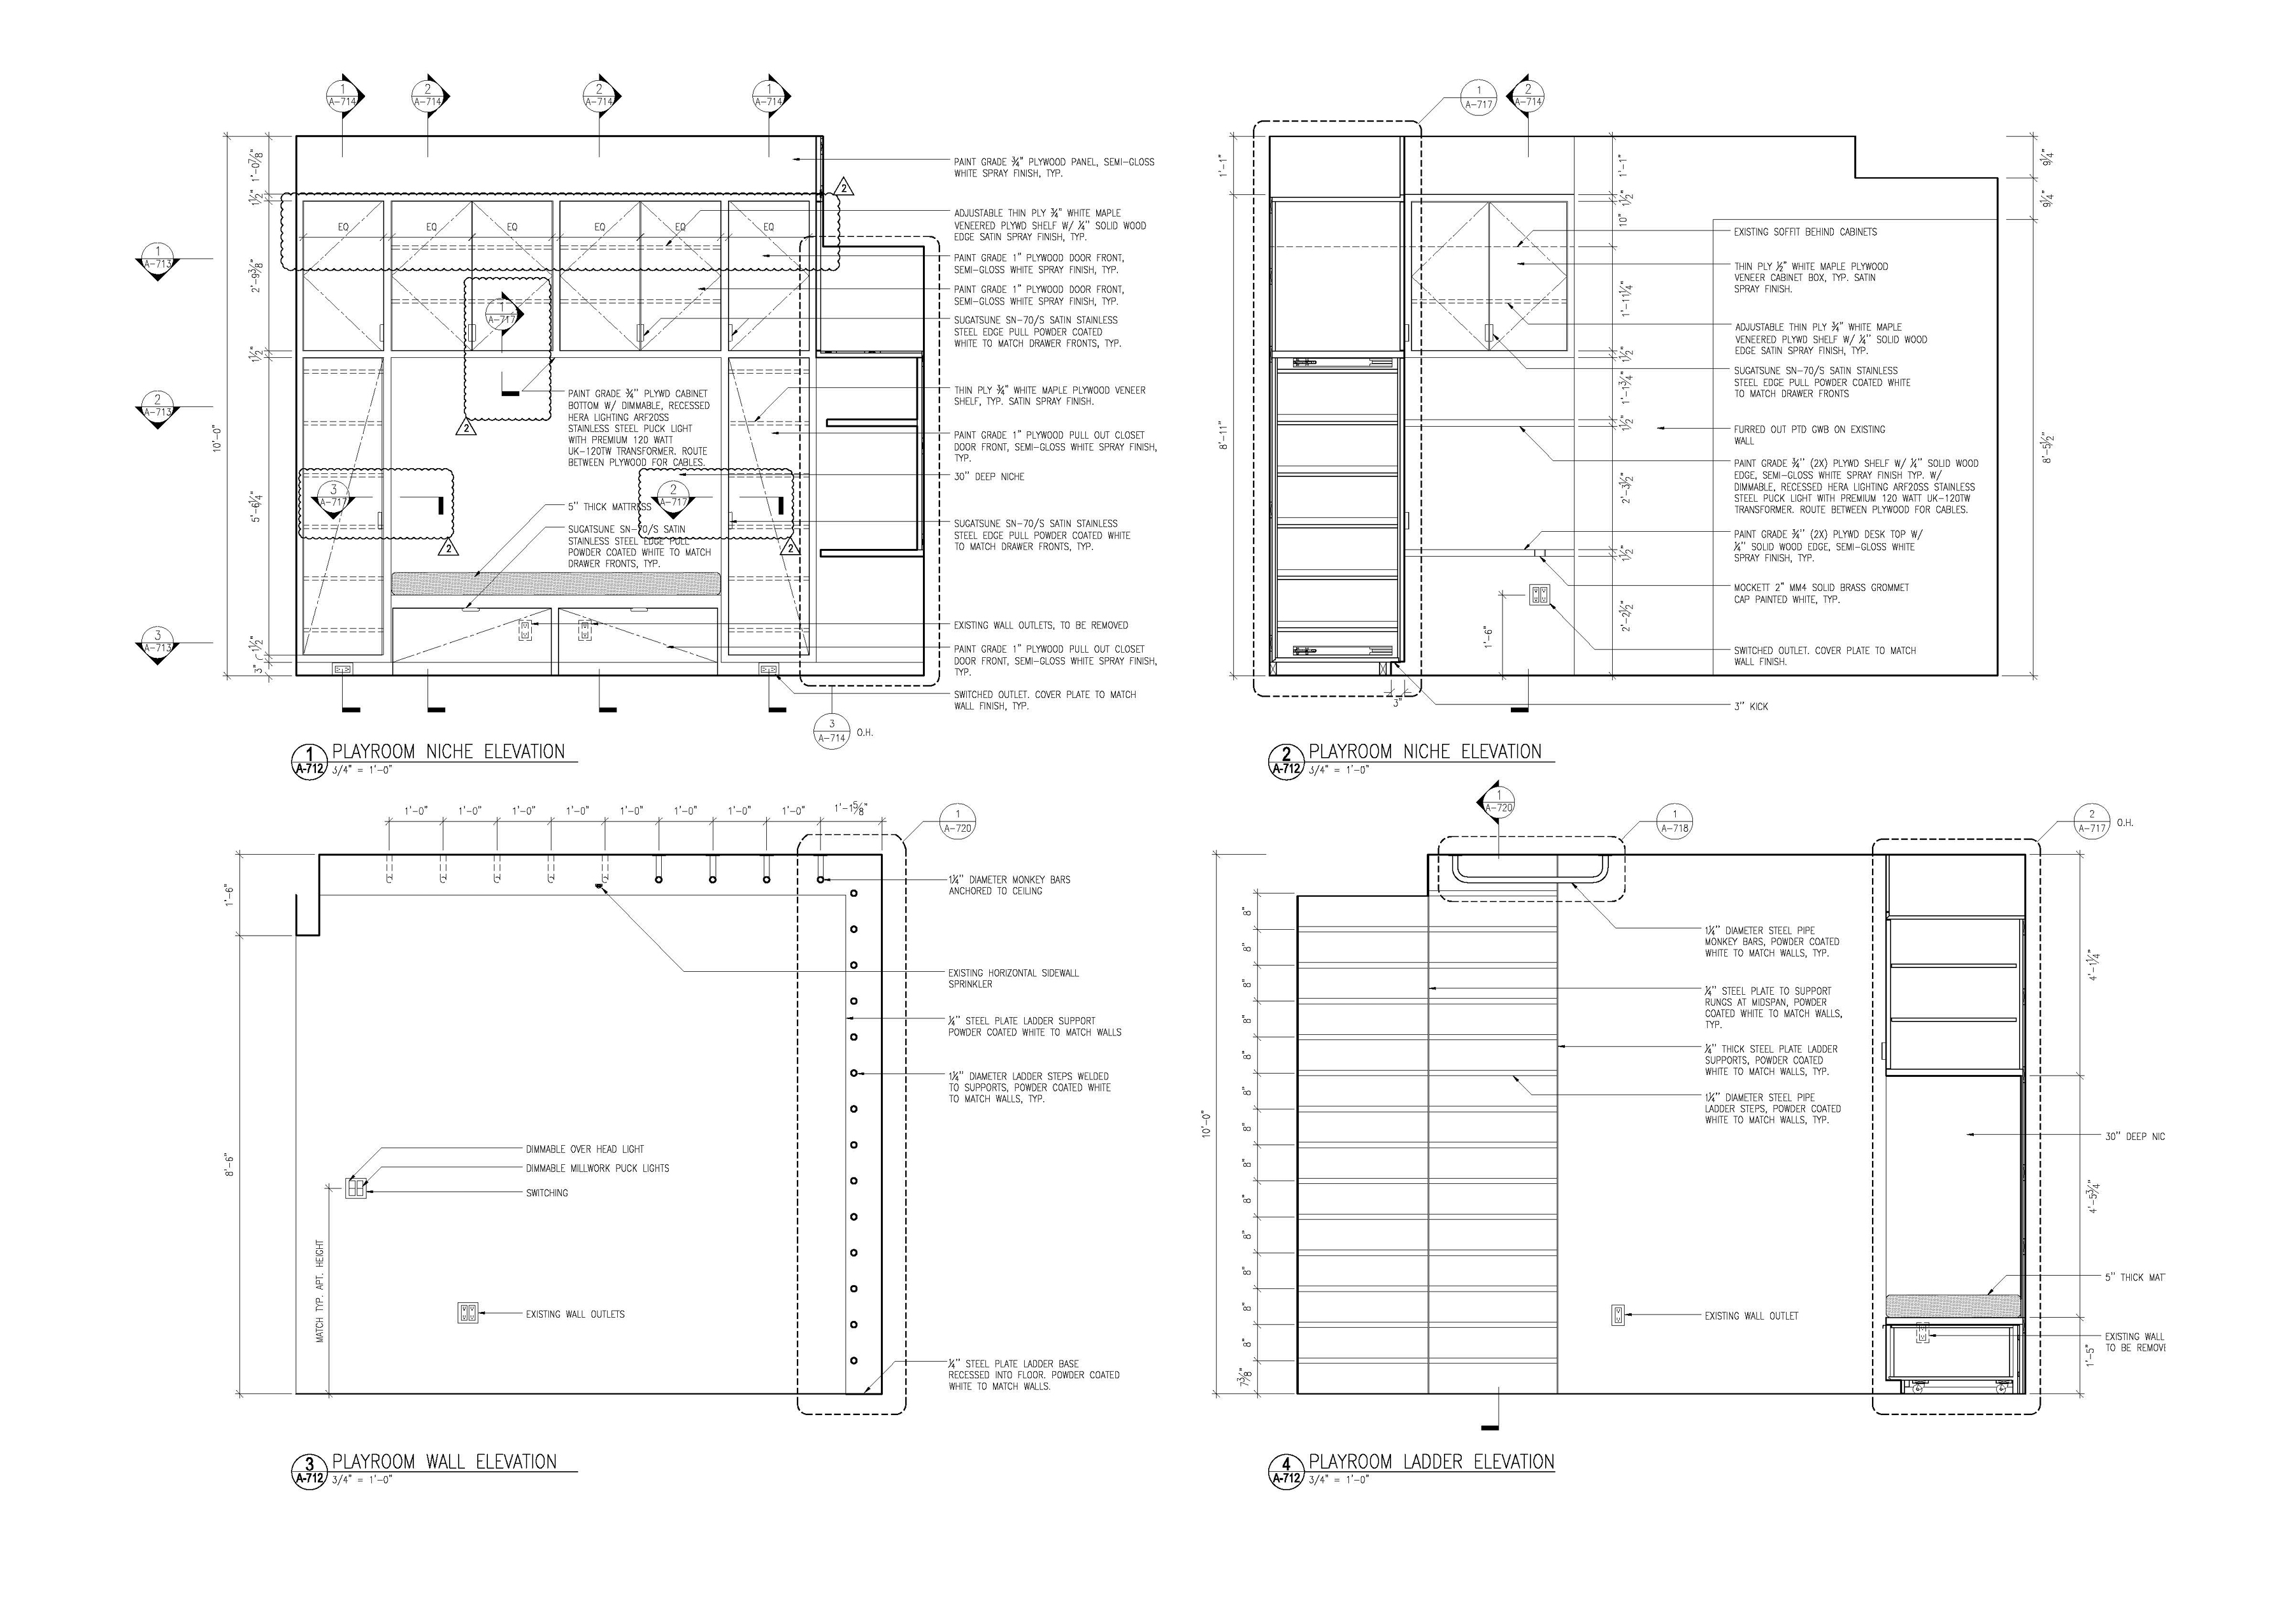 1
A-714
2
A-714
2
A-714
1
A-714
1
A-713
2
A-713
3
A-713
10'-0"
1'-0⅞"
1½"
2'-9⅜"
1½"
5'-6¼"
1½"
3"
EQ
EQ
EQ
EQ
EQ
2
1
A-717
2
3
A-717
2
2
A-717
2
PAINT GRADE ¾" PLYWOOD PANEL, SEMI-GLOSS
WHITE SPRAY FINISH, TYP.
ADJUSTABLE THIN PLY ¾" WHITE MAPLE
VENEERED PLYWD SHELF W/ ¼" SOLID WOOD
EDGE SATIN SPRAY FINISH, TYP.
PAINT GRADE 1" PLYWOOD DOOR FRONT,
SEMI-GLOSS WHITE SPRAY FINISH, TYP.
PAINT GRADE 1" PLYWOOD DOOR FRONT,
SEMI-GLOSS WHITE SPRAY FINISH, TYP.
SUGATSUNE SN-70/S SATIN STAINLESS
STEEL EDGE PULL POWDER COATED
WHITE TO MATCH DRAWER FRONTS, TYP.
PAINT GRADE ¾" PLYWD CABINET
BOTTOM W/ DIMMABLE, RECESSED
HERA LIGHTING ARF20SS
STAINLESS STEEL PUCK LIGHT
WITH PREMIUM 120 WATT
UK-120TW TRANSFORMER. ROUTE
BETWEEN PLYWOOD FOR CABLES.
THIN PLY ¾" WHITE MAPLE PLYWOOD VENEER
SHELF, TYP. SATIN SPRAY FINISH.
PAINT GRADE 1" PLYWOOD PULL OUT CLOSET
DOOR FRONT, SEMI-GLOSS WHITE SPRAY FINISH,
TYP.
30" DEEP NICHE
5" THICK MATTRESS
SUGATSUNE SN-70/S SATIN
STAINLESS STEEL EDGE PULL
POWDER COATED WHITE TO MATCH
DRAWER FRONTS, TYP.
SUGATSUNE SN-70/S SATIN STAINLESS
STEEL EDGE PULL POWDER COATED WHITE
TO MATCH DRAWER FRONTS, TYP.
EXISTING WALL OUTLETS, TO BE REMOVED
PAINT GRADE 1" PLYWOOD PULL OUT CLOSET
DOOR FRONT, SEMI-GLOSS WHITE SPRAY FINISH,
TYP.
SWITCHED OUTLET. COVER PLATE TO MATCH
WALL FINISH, TYP.
3
A-714
O.H.
1
A-712
PLAYROOM NICHE ELEVATION
3/4" = 1'-0"
1
A-717
2
A-714
1'-1"
8'-11"
1'-1"
1½"
10"
1'-11¼"
1½"
1'-1¾"
1½"
2'-3½"
1½"
2'-2½"
1'-6"
3"
9¼"
9¼"
8'-5½"
EXISTING SOFFIT BEHIND CABINETS
THIN PLY ½" WHITE MAPLE PLYWOOD
VENEER CABINET BOX, TYP. SATIN
SPRAY FINISH.
ADJUSTABLE THIN PLY ¾" WHITE MAPLE
VENEERED PLYWD SHELF W/ ¼" SOLID WOOD
EDGE SATIN SPRAY FINISH, TYP.
SUGATSUNE SN-70/S SATIN STAINLESS
STEEL EDGE PULL POWDER COATED WHITE
TO MATCH DRAWER FRONTS
FURRED OUT PTD GWB ON EXISTING
WALL
PAINT GRADE ¾" (2X) PLYWD SHELF W/ ¼" SOLID WOOD
EDGE, SEMI-GLOSS WHITE SPRAY FINISH TYP. W/
DIMMABLE, RECESSED HERA LIGHTING ARF20SS STAINLESS
STEEL PUCK LIGHT WITH PREMIUM 120 WATT UK-120TW
TRANSFORMER. ROUTE BETWEEN PLYWOOD FOR CABLES.
PAINT GRADE ¾" (2X) PLYWD DESK TOP W/
¼" SOLID WOOD EDGE, SEMI-GLOSS WHITE
SPRAY FINISH, TYP.
MOCKETT 2" MM4 SOLID BRASS GROMMET
CAP PAINTED WHITE, TYP.
SWITCHED OUTLET. COVER PLATE TO MATCH
WALL FINISH.
3" KICK
2
A-712
PLAYROOM NICHE ELEVATION
3/4" = 1'-0"
1'-0"
1'-0"
1'-0"
1'-0"
1'-0"
1'-0"
1'-0"
1'-0"
1'-1⅝"
1
A-720
1'-6"
8'-6"
1¼" DIAMETER MONKEY BARS
ANCHORED TO CEILING
EXISTING HORIZONTAL SIDEWALL
SPRINKLER
¼" STEEL PLATE LADDER SUPPORT
POWDER COATED WHITE TO MATCH WALLS
1¼" DIAMETER LADDER STEPS WELDED
TO SUPPORTS, POWDER COATED WHITE
TO MATCH WALLS, TYP.
DIMMABLE OVER HEAD LIGHT
DIMMABLE MILLWORK PUCK LIGHTS
SWITCHING
MATCH TYP. APT. HEIGHT
EXISTING WALL OUTLETS
¼" STEEL PLATE LADDER BASE
RECESSED INTO FLOOR. POWDER COATED
WHITE TO MATCH WALLS.
3
A-712
PLAYROOM WALL ELEVATION
3/4" = 1'-0"
1
A-720
1
A-718
2
A-717
O.H.
10'-0"
8"
8"
8"
8"
8"
8"
8"
8"
8"
8"
8"
8"
8"
7⅜"
1¼" DIAMETER STEEL PIPE
MONKEY BARS, POWDER COATED
WHITE TO MATCH WALLS, TYP.
¼" STEEL PLATE TO SUPPORT
RUNGS AT MIDSPAN, POWDER
COATED WHITE TO MATCH WALLS,
TYP.
¼" THICK STEEL PLATE LADDER
SUPPORTS, POWDER COATED
WHITE TO MATCH WALLS, TYP.
1¼" DIAMETER STEEL PIPE
LADDER STEPS, POWDER COATED
WHITE TO MATCH WALLS, TYP.
EXISTING WALL OUTLET
4'-1¼"
4'-5¾"
1'-5"
30" DEEP NIC
5" THICK MAT
EXISTING WALL
TO BE REMOVE
4
A-712
PLAYROOM LADDER ELEVATION
3/4" = 1'-0"